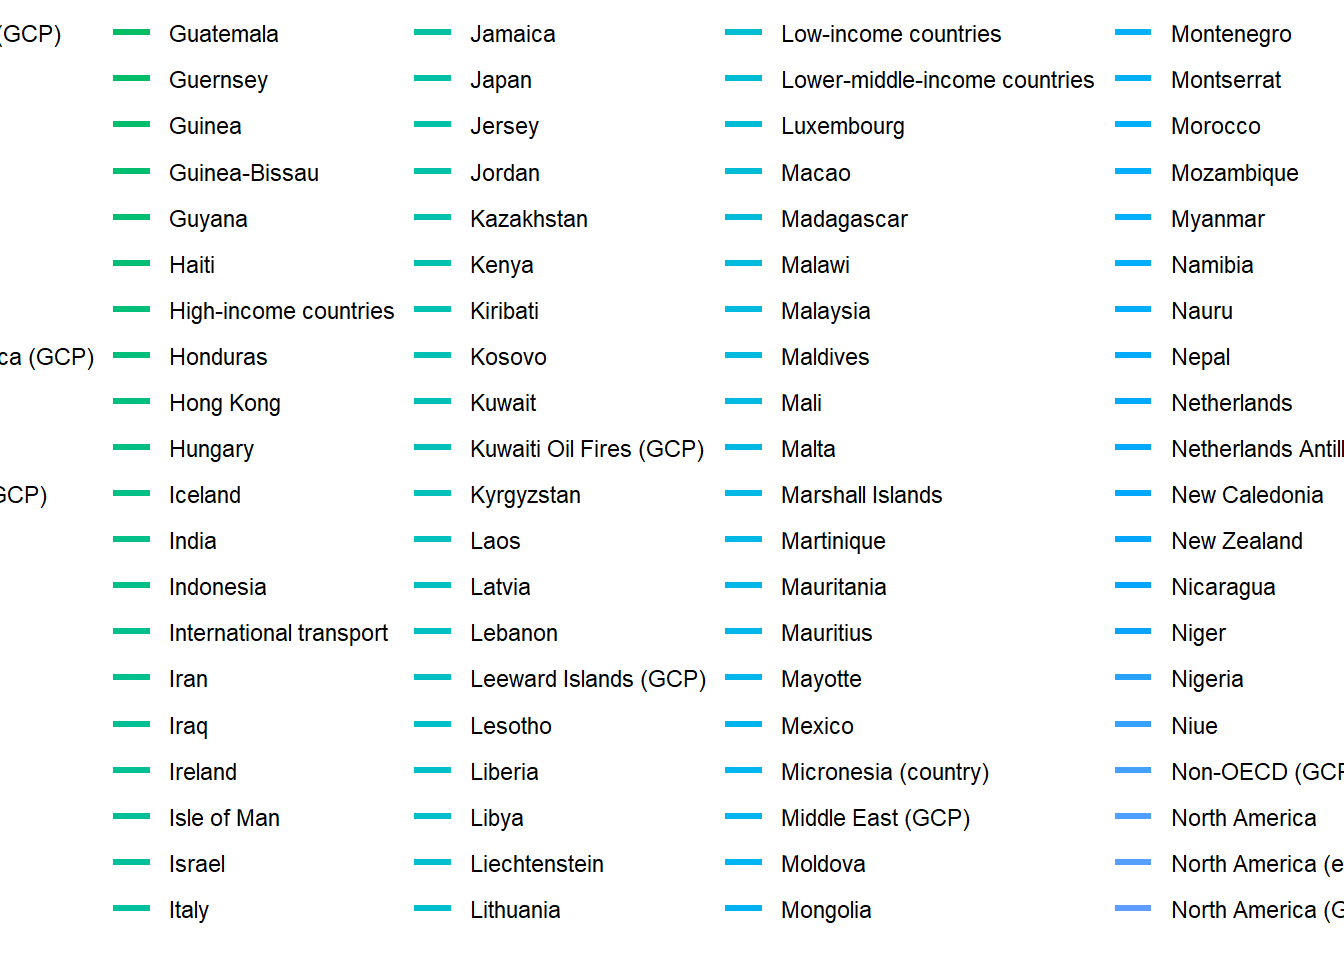 (GCP)
ca (GCP)
GCP)
Guatemala
Guernsey
Guinea
Guinea-Bissau
Guyana
Haiti
High-income countries
Honduras
Hong Kong
Hungary
Iceland
India
Indonesia
International transport
Iran
Iraq
Ireland
Isle of Man
Israel
Italy
Jamaica
Japan
Jersey
Jordan
Kazakhstan
Kenya
Kiribati
Kosovo
Kuwait
Kuwaiti Oil Fires (GCP)
Kyrgyzstan
Laos
Latvia
Lebanon
Leeward Islands (GCP)
Lesotho
Liberia
Libya
Liechtenstein
Lithuania
Low-income countries
Lower-middle-income countries
Luxembourg
Macao
Madagascar
Malawi
Malaysia
Maldives
Mali
Malta
Marshall Islands
Martinique
Mauritania
Mauritius
Mayotte
Mexico
Micronesia (country)
Middle East (GCP)
Moldova
Mongolia
Montenegro
Montserrat
Morocco
Mozambique
Myanmar
Namibia
Nauru
Nepal
Netherlands
Netherlands Antill
New Caledonia
New Zealand
Nicaragua
Niger
Nigeria
Niue
Non-OECD (GCP
North America
North America (e
North America (G